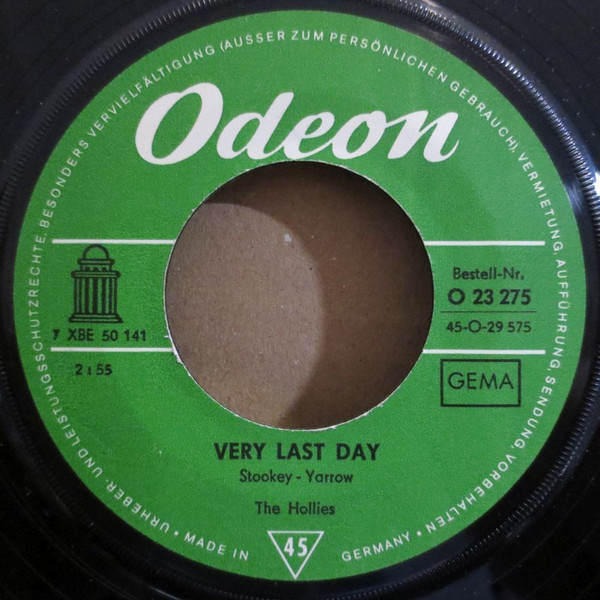 URHEBER- UND LEISTUNGSSCHUTZRECHTE, BESONDERS VERVIELFÄLTIGUNG (AUSSER ZUM PERSÖNLICHEN GEBRAUCH), VERMIETUNG, AUFFÜHRUNG, SENDUNG, VORBEHALTEN •
Odeon
Bestell-Nr.
O 23 275
45-O-29 575
7 XBE 50 141
2 : 55
GEMA
VERY LAST DAY
Stookey - Yarrow
The Hollies
• MADE IN
45
GERMANY